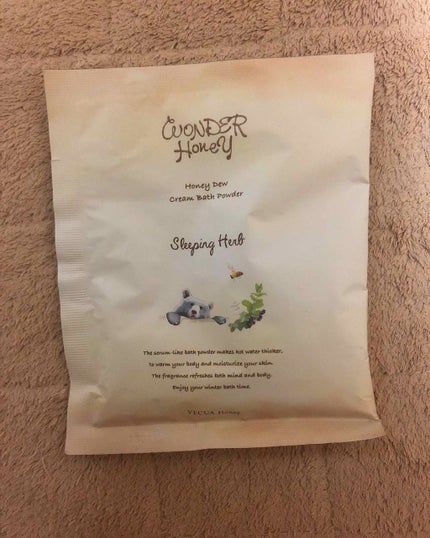 WONDER
Honey
Honey Dew
Cream Bath Powder
Sleeping Herb
The serum-like bath powder makes hot water thicker,
to warm your body and moisturize your skin.
The fragrance refreshes both mind and body.
Enjoy your winter bath time.
VECUA Honey